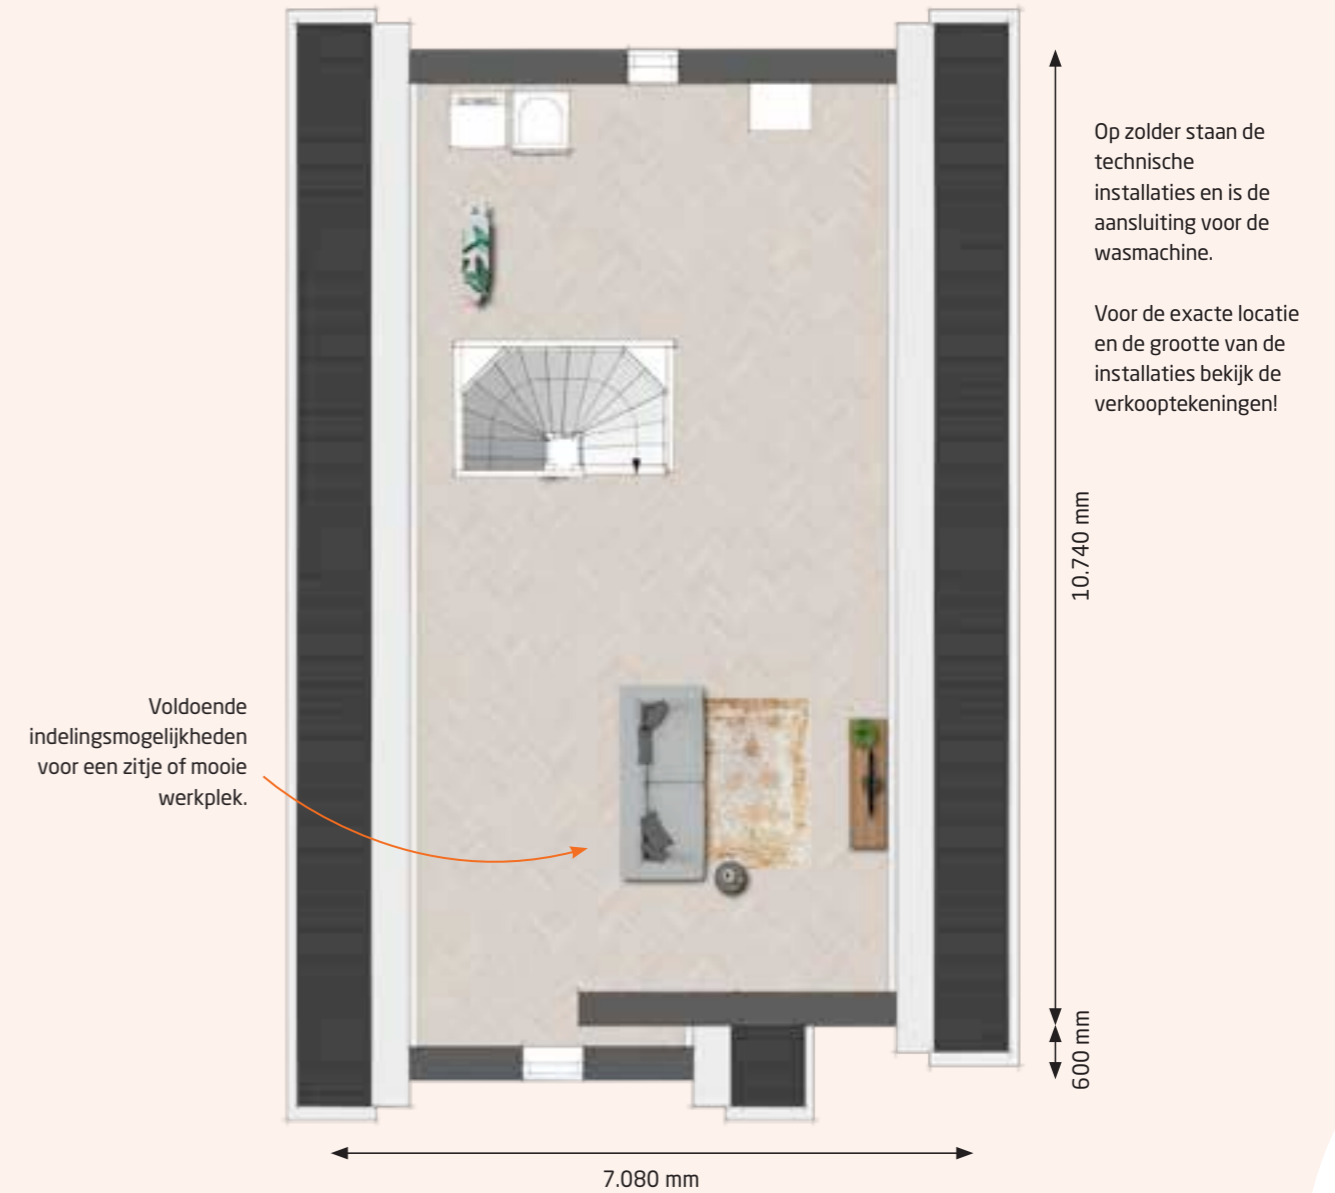 Op zolder staan de
technische
installaties en is de
aansluiting voor de
wasmachine.
Voor de exacte locatie
en de grootte van de
installaties bekijk de
verkooptekeningen!
10.740 mm
Voldoende
indelingsmogelijkheden
voor een zitje of mooie
werkplek.
600 mm
7.080 mm